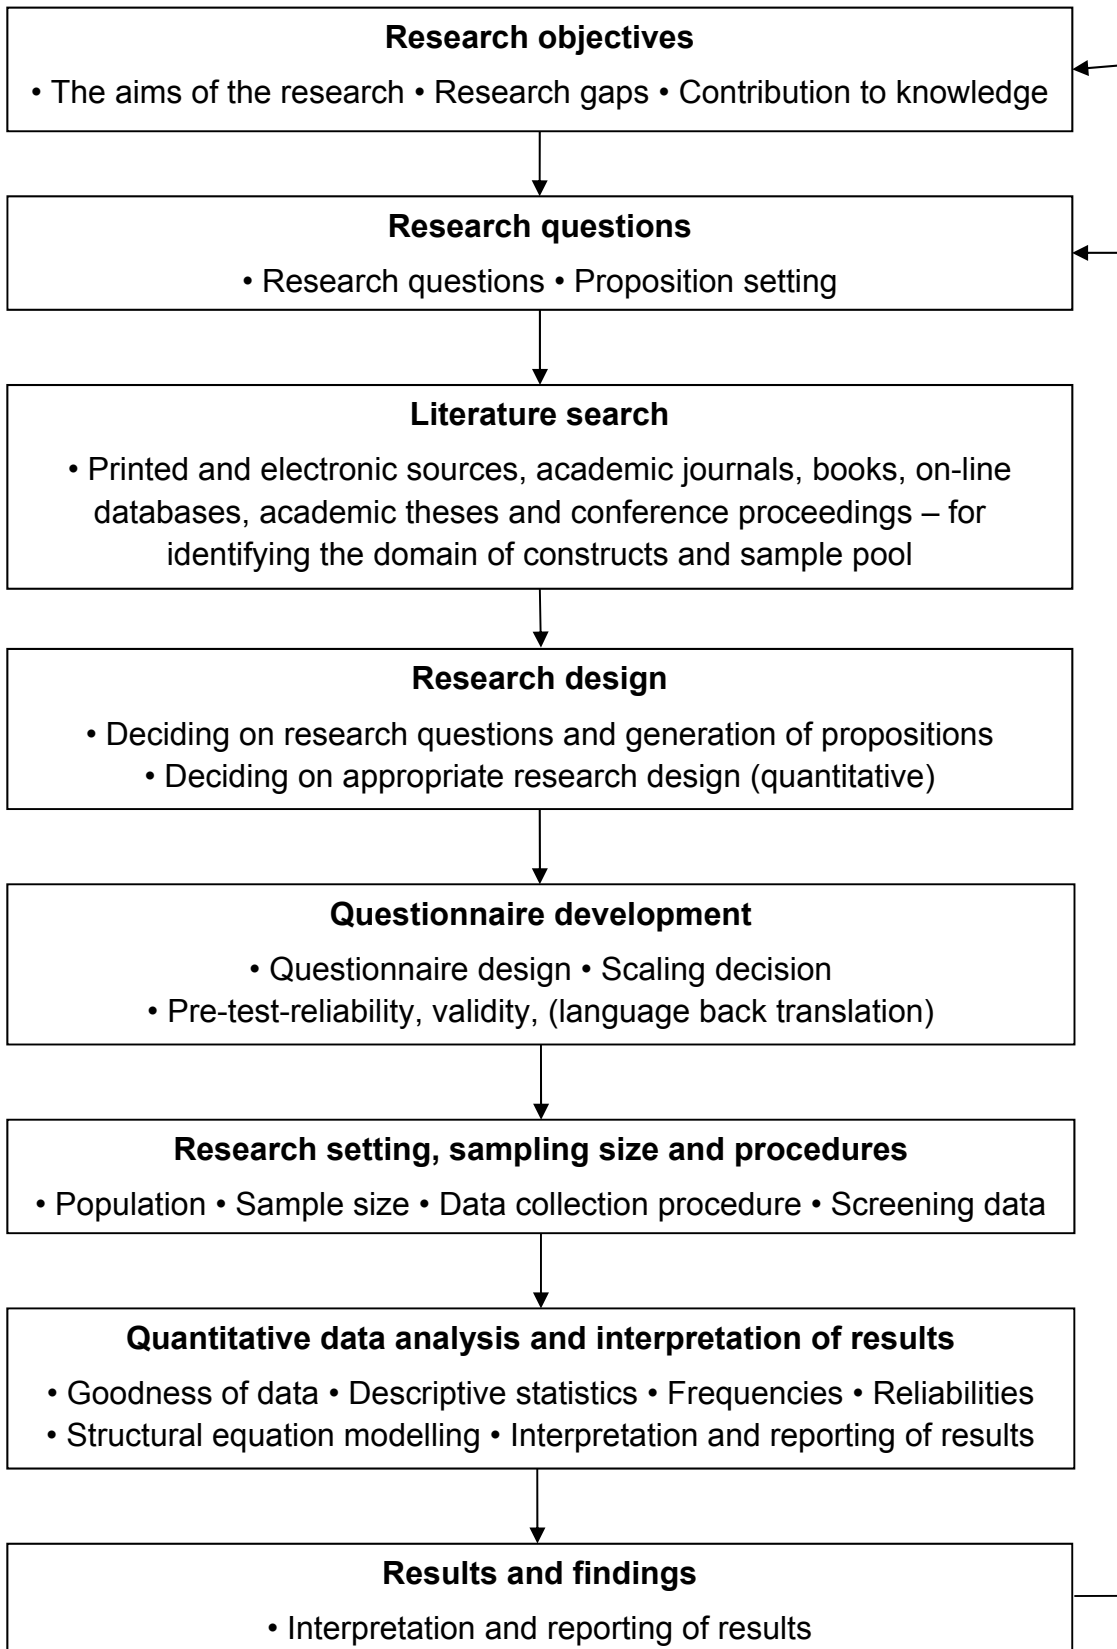 Research objectives
• The aims of the research • Research gaps • Contribution to knowledge
Research questions
• Research questions • Proposition setting
Literature search
• Printed and electronic sources, academic journals, books, on-line
databases, academic theses and conference proceedings – for
identifying the domain of constructs and sample pool
Research design
• Deciding on research questions and generation of propositions
• Deciding on appropriate research design (quantitative)
Questionnaire development
• Questionnaire design • Scaling decision
• Pre-test-reliability, validity, (language back translation)
Research setting, sampling size and procedures
• Population • Sample size • Data collection procedure • Screening data
Quantitative data analysis and interpretation of results
• Goodness of data • Descriptive statistics • Frequencies • Reliabilities
• Structural equation modelling • Interpretation and reporting of results
Results and findings
• Interpretation and reporting of results